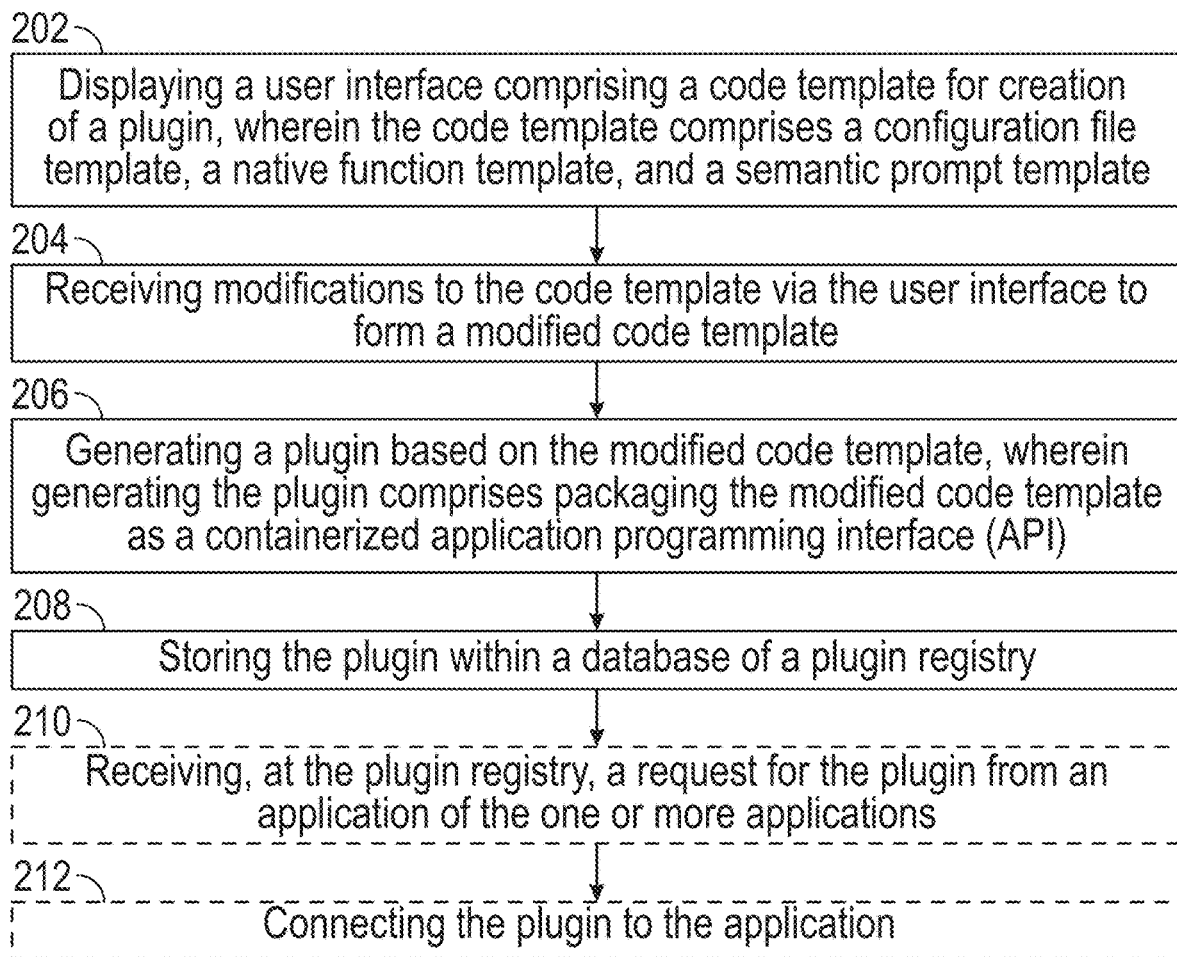 202
Displaying a user interface comprising a code template for creation
of a plugin, wherein the code template comprises a configuration file
template, a native function template, and a semantic prompt template
204
Receiving modifications to the code template via the user interface to
form a modified code template
206
Generating a plugin based on the modified code template, wherein
generating the plugin comprises packaging the modified code template
as a containerized application programming interface (API)
208
Storing the plugin within a database of a plugin registry
210
Receiving, at the plugin registry, a request for the plugin from an
application of the one or more applications
212
Connecting the plugin to the application